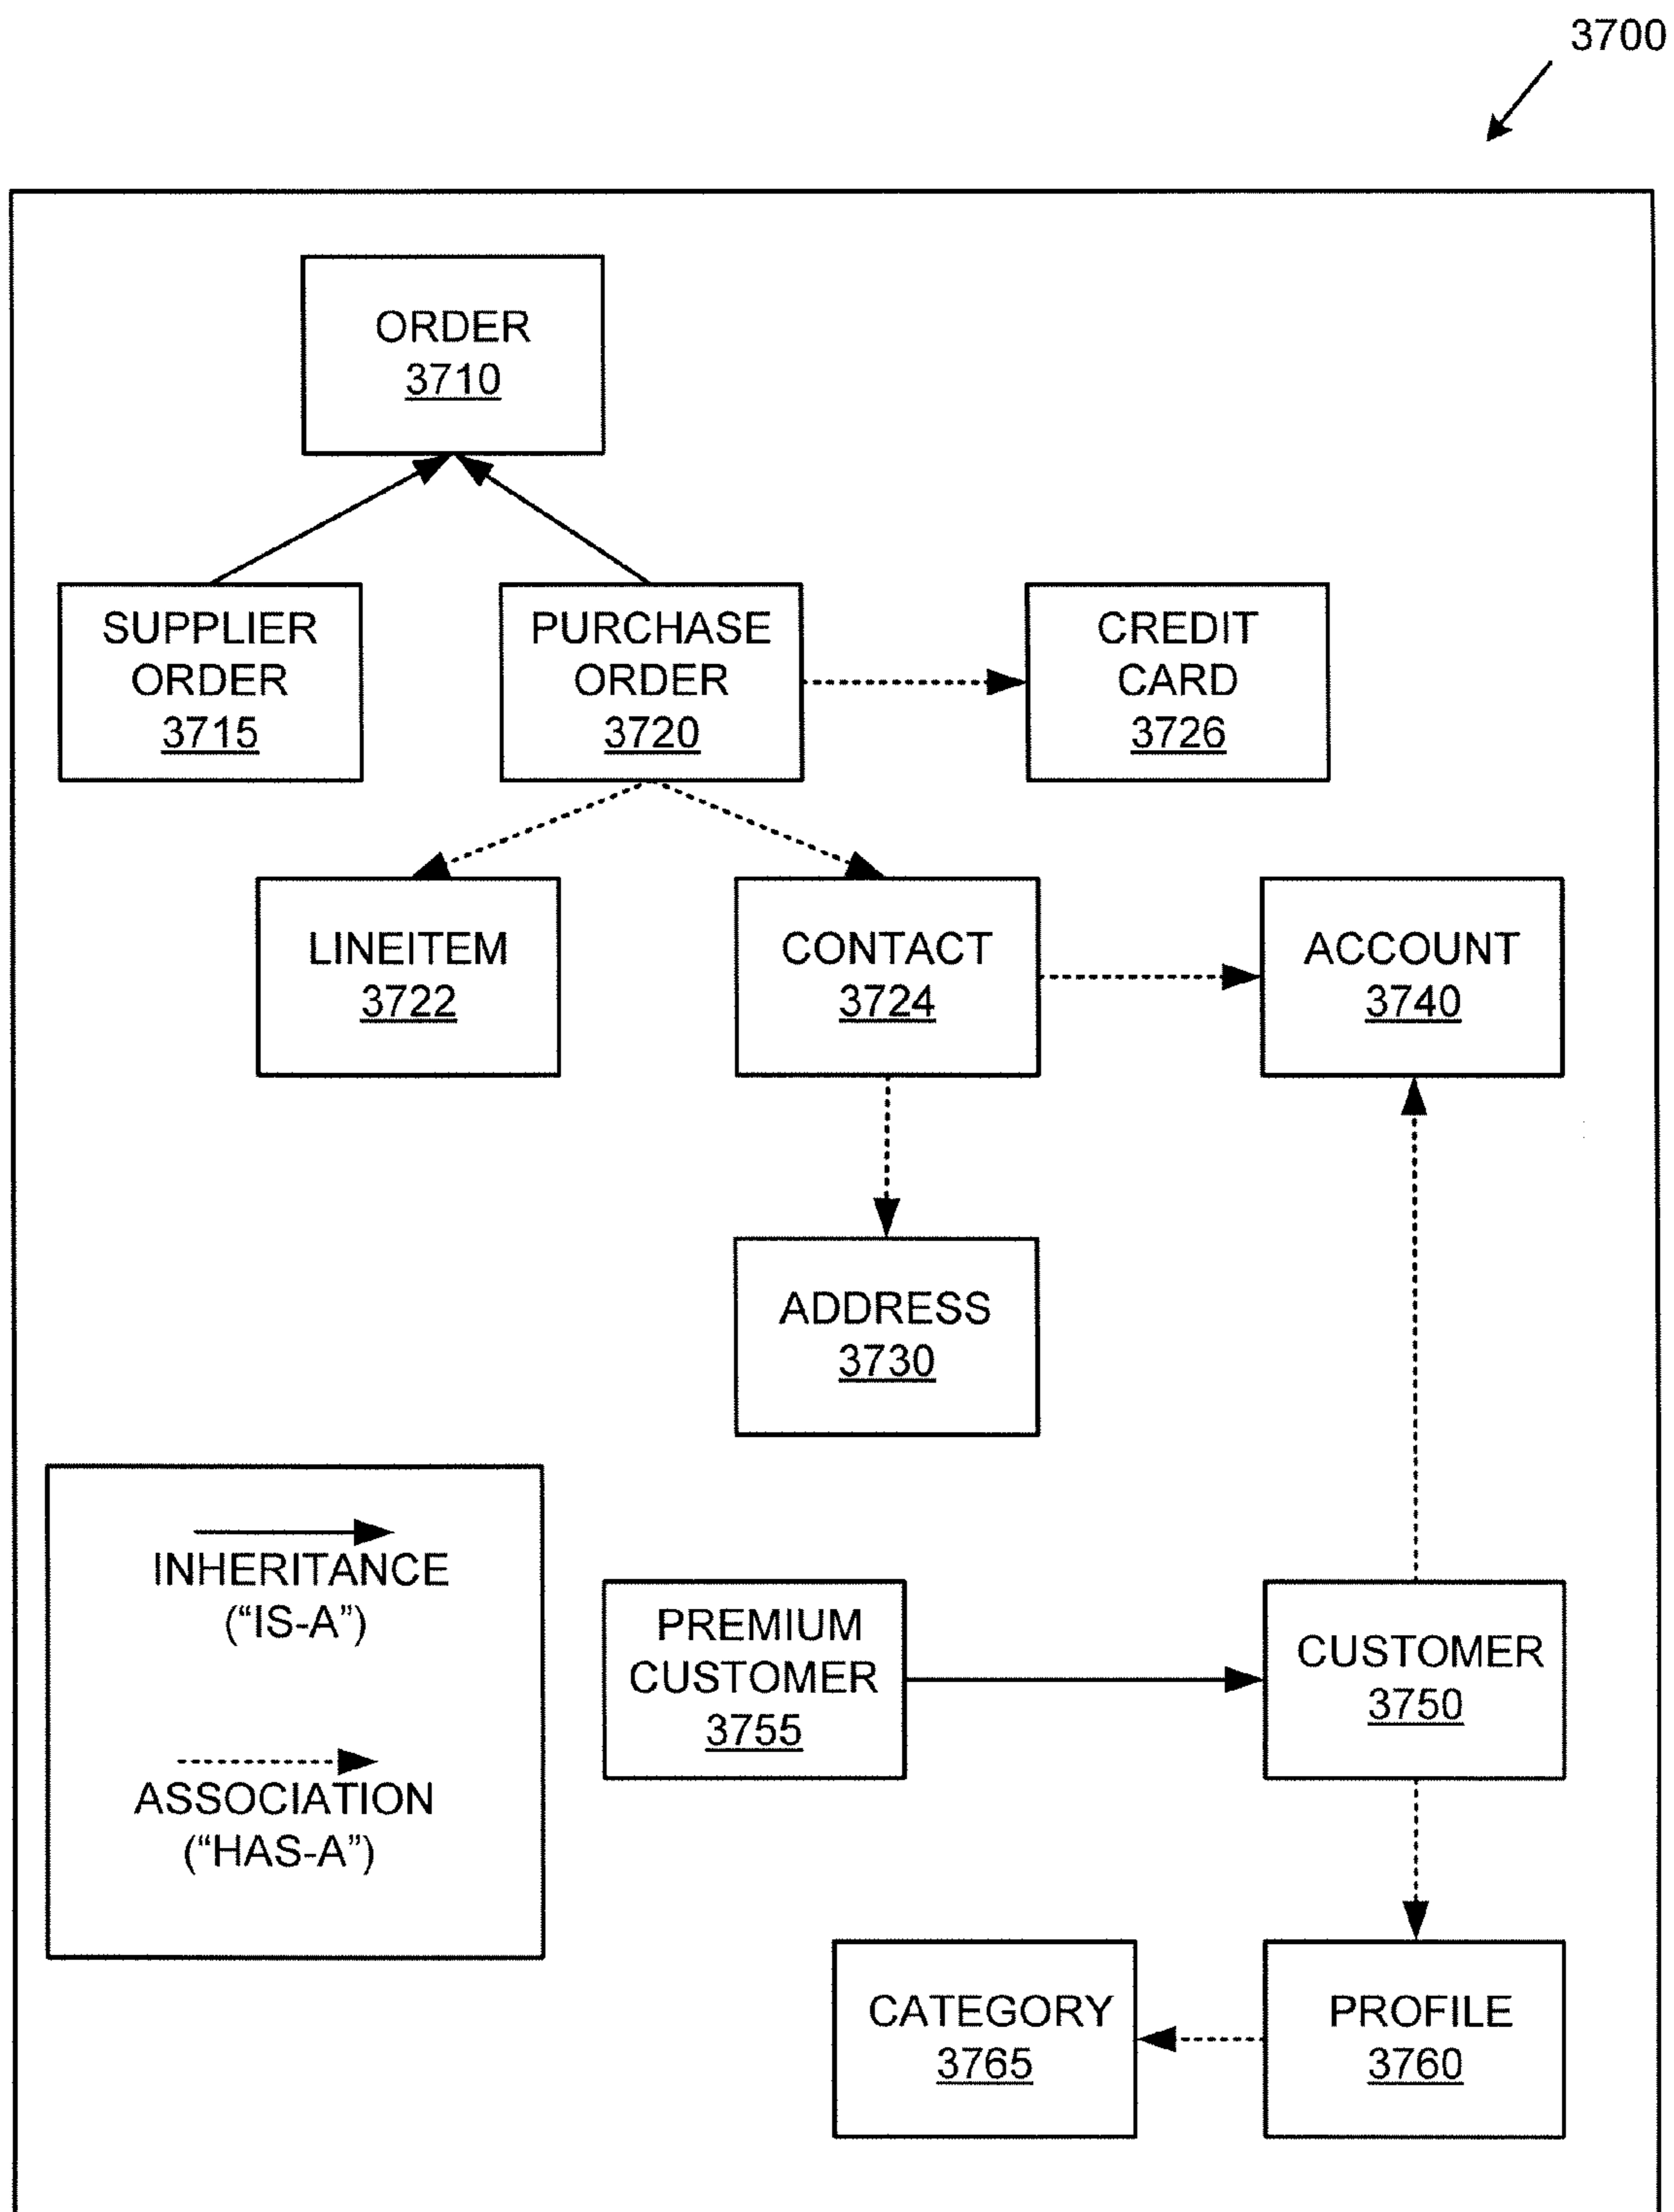 3700
ORDER
3710
SUPPLIER
ORDER
3715
PURCHASE
ORDER
3720
CREDIT
CARD
3726
LINEITEM
3722
CONTACT
3724
ACCOUNT
3740
ADDRESS
3730
INHERITANCE
(“IS-A”)
ASSOCIATION
(“HAS-A”)
PREMIUM
CUSTOMER
3755
CUSTOMER
3750
CATEGORY
3765
PROFILE
3760